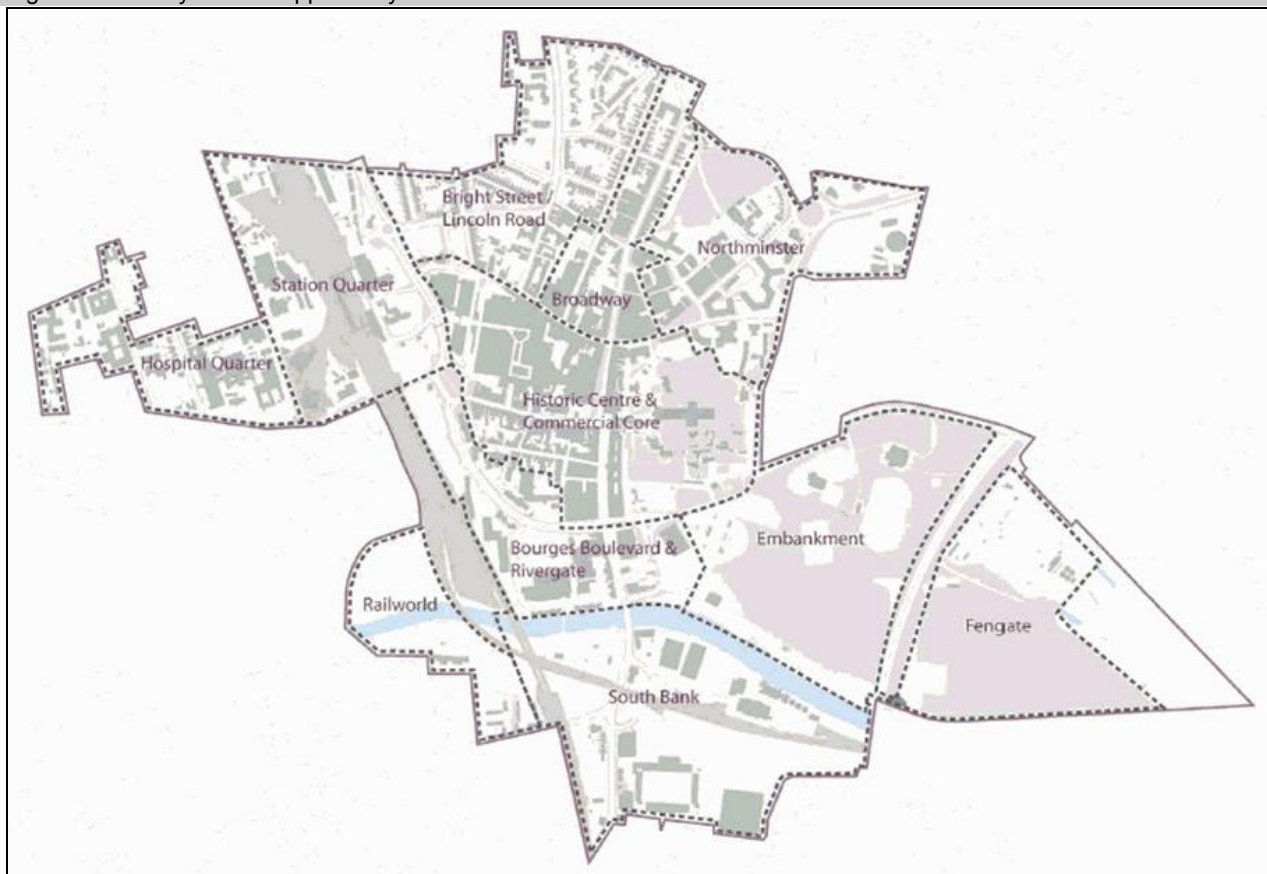 Bright Street /
Lincoln Road
Northminster
Station Quarter
Broadway
Hospital Quarter
Historic Centre &
Commercial Core
Embankment
Bourges Boulevard &
Rivergate
Railworld
Fengate
South Bank